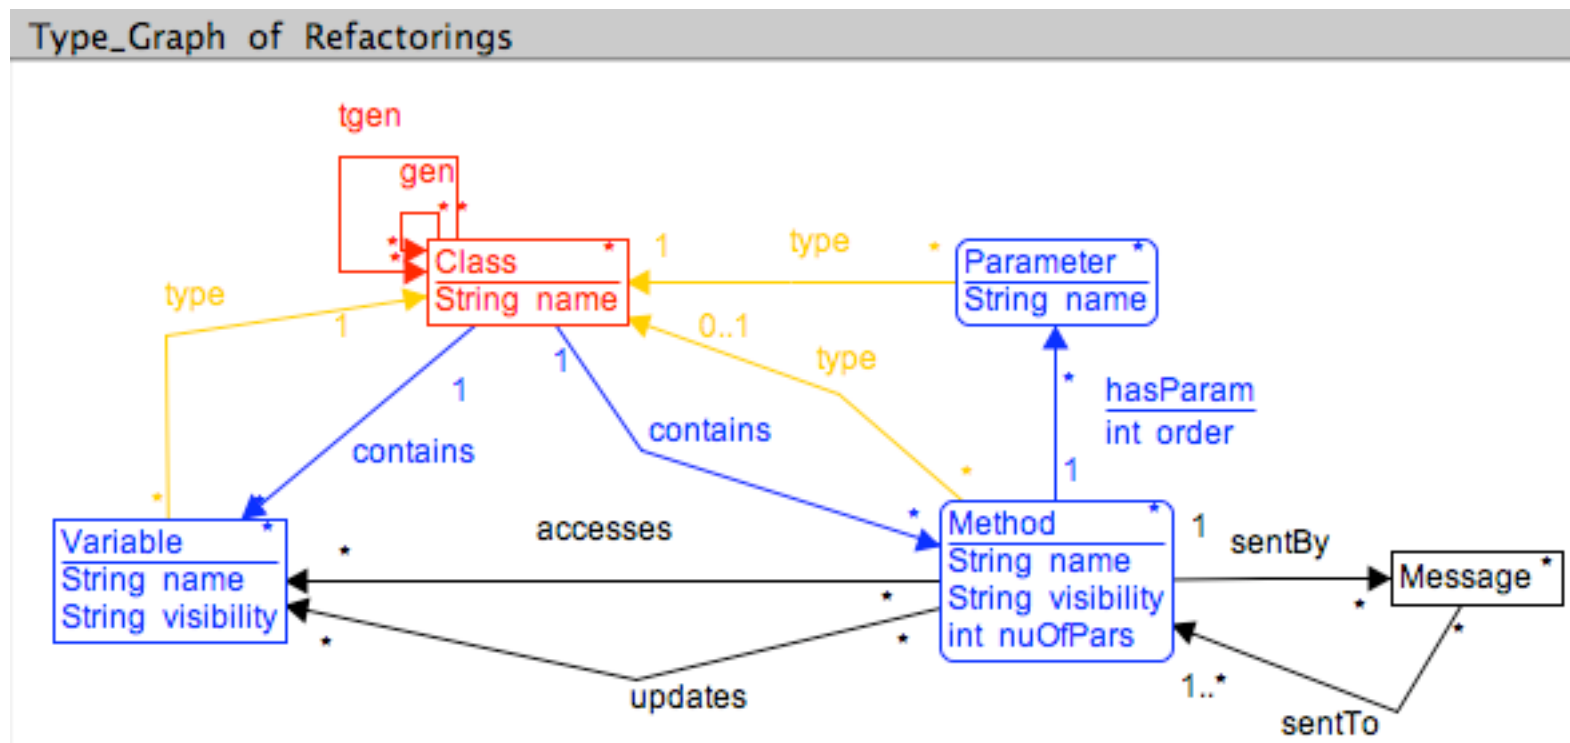 Type_Graph of Refactorings
tgen
gen
* *
*
*
Class *
String name
1 type *
Parameter *
String name
type
1
0..1
type
1
1
contains
contains
*
hasParam
int order
1
*
*
*
*
Variable *
String name
String visibility
accesses
*
*
*
*
updates
Method *
String name
String visibility
int nuOfPars
1
sentBy
*
Message *
*
1..*
sentTo